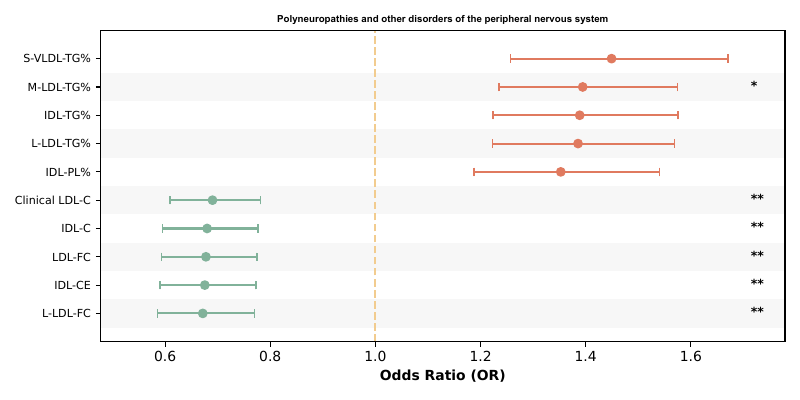 Polyneuropathies and other disorders of the peripheral nervous system
S-VLDL-TG%
M-LDL-TG% *
IDL-TG%
L-LDL-TG%
IDL-PL%
Clinical LDL-C **
IDL-C **
LDL-FC **
IDL-CE **
L-LDL-FC **
0.6 0.8 1.0 1.2 1.4 1.6
Odds Ratio (OR)